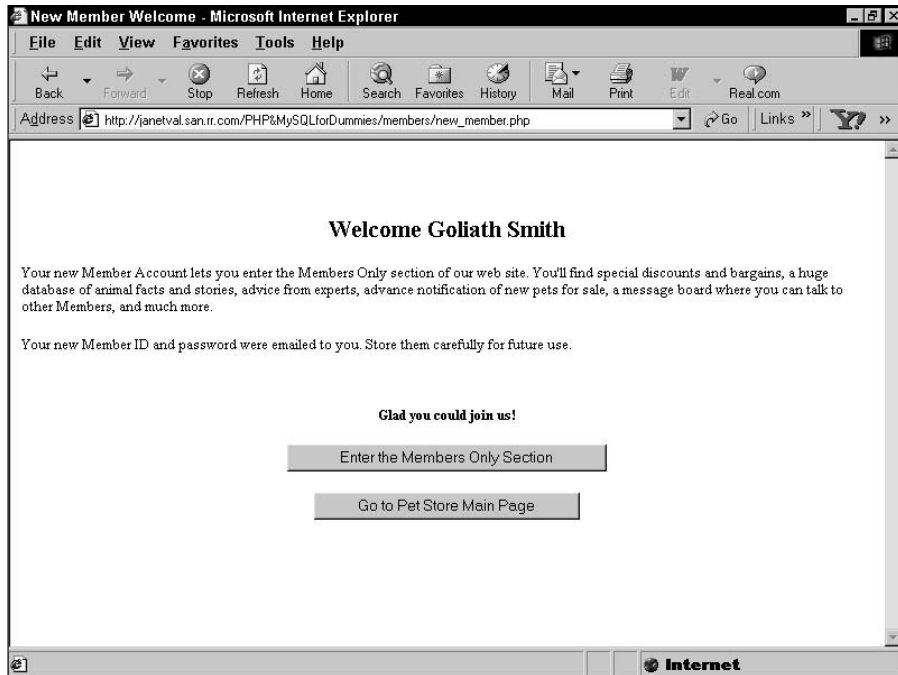 New Member Welcome - Microsoft Internet Explorer
File Edit View Favorites Tools Help
Back Forward Stop Refresh Home Search Favorites History Mail Print Edit Real.com
Address http://janetval.san.rr.com/PHP&MySQLforDummies/members/new_member.php Go Links »  Y? »
Welcome Goliath Smith
Your new Member Account lets you enter the Members Only section of our web site. You'll find special discounts and bargains, a huge
database of animal facts and stories, advice from experts, advance notification of new pets for sale, a message board where you can talk to
other Members, and much more.
Your new Member ID and password were emailed to you. Store them carefully for future use.
Glad you could join us!
Enter the Members Only Section
Go to Pet Store Main Page
Internet